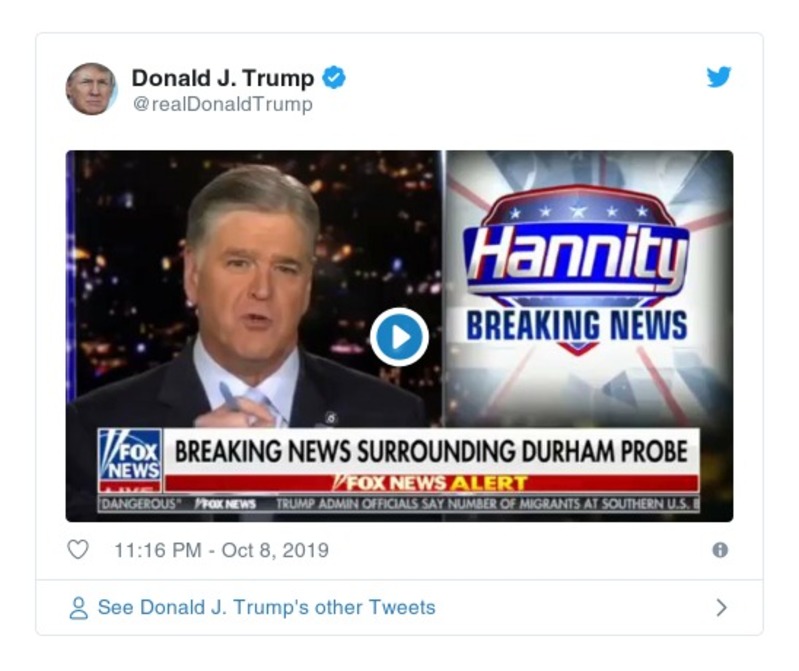 Donald J. Trump
@realDonaldTrump
Hannity
BREAKING NEWS
FOX
NEWS
BREAKING NEWS SURROUNDING DURHAM PROBE
FOX NEWS ALERT
DANGEROUS" FOX NEWS TRUMP ADMIN OFFICIALS SAY NUMBER OF MIGRANTS AT SOUTHERN U.S.
11:16 PM - Oct 8, 2019
See Donald J. Trump's other Tweets